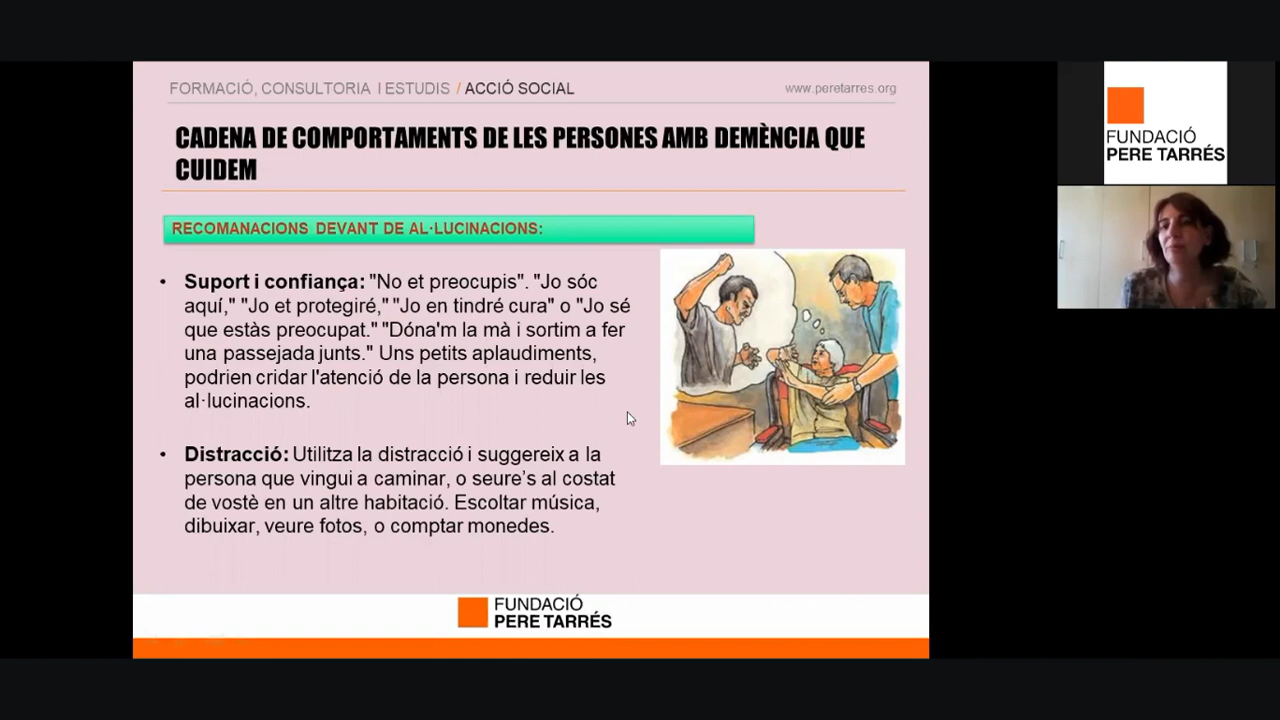 FORMACIÓ, CONSULTORIA I ESTUDIS / ACCIÓ SOCIAL
www.peretarres.org
CADENA DE COMPORTAMENTS DE LES PERSONES AMB DEMÈNCIA QUE
CUIDEM
RECOMANACIONS DEVANT DE AL·LUCINACIONS:
• Suport i confiança: "No et preocupis". "Jo sóc
aquí," "Jo et protegiré," "Jo en tindré cura" o "Jo sé
que estàs preocupat." "Dóna'm la mà i sortim a fer
una passejada junts." Uns petits aplaudiments,
podrien cridar l'atenció de la persona i reduir les
al·lucinacions.
• Distracció: Utilitza la distracció i suggereix a la
persona que vingui a caminar, o seure’s al costat
de vostè en un altre habitació. Escoltar música,
dibuixar, veure fotos, o comptar monedes.
FUNDACIÓ
PERE TARRÉS
FUNDACIÓ
PERE TARRÉS